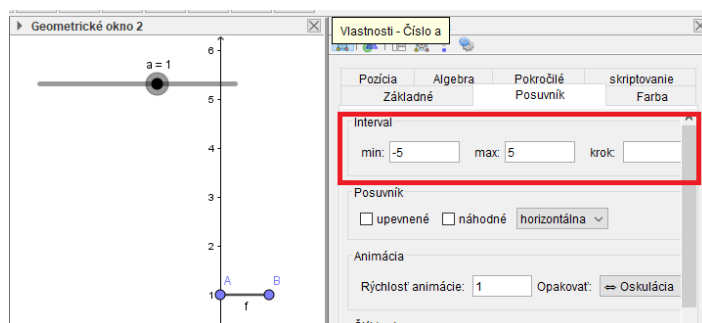 Geometrické okno 2
Vlastnosti - Číslo a
a = 1
6
5
4
3
2
1
A
B
f
Pozícia Algebra Pokročilé skriptovanie
Základné Posuvník Farba
Interval
min: -5 max: 5 krok:
Posuvník
upevnené náhodné horizontálna
Animácia
Rýchlosť animácie: 1 Opakovať: ⇔ Oskulácia